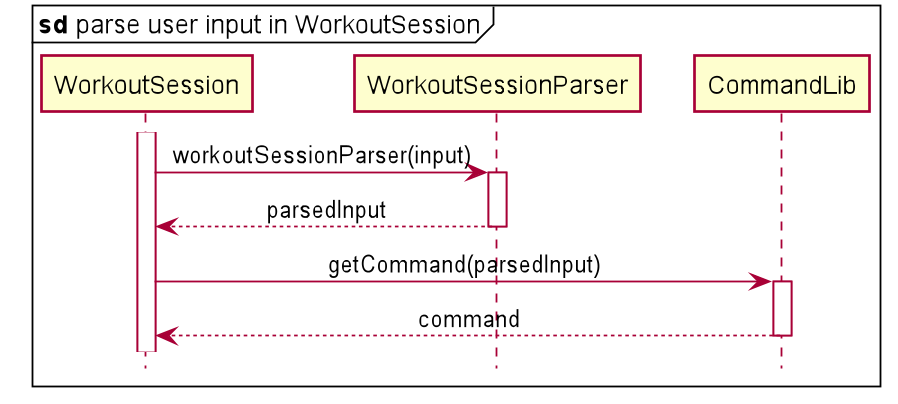 sd parse user input in WorkoutSession
WorkoutSession
WorkoutSessionParser
CommandLib
workoutSessionParser(input)
parsedInput
getCommand(parsedInput)
command